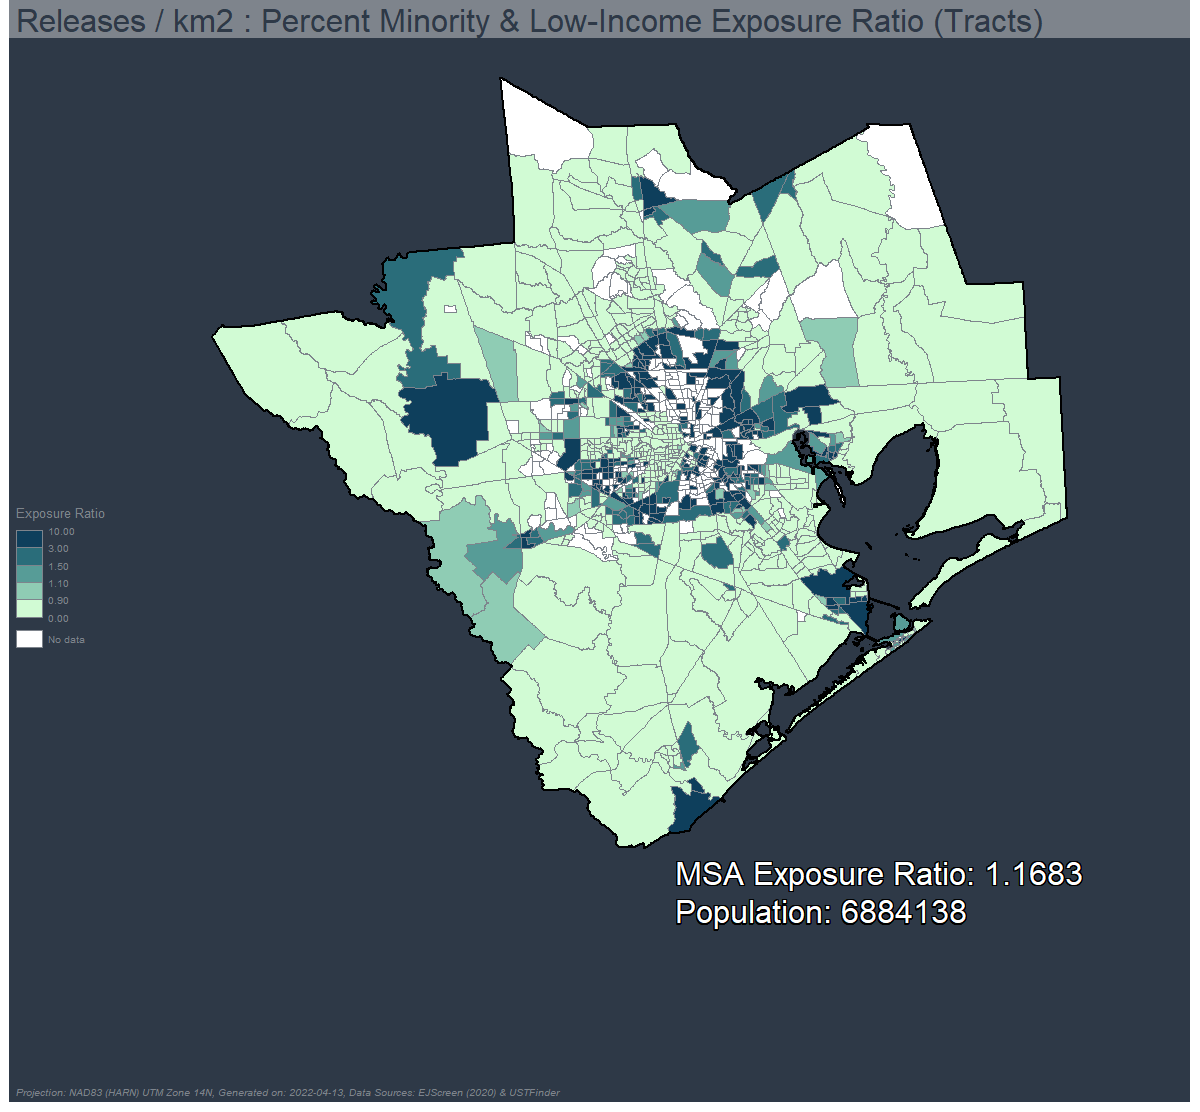 Releases / km2 : Percent Minority & Low-Income Exposure Ratio (Tracts)
Exposure Ratio
10.00
3.00
1.50
1.10
0.90
0.00
No data
MSA Exposure Ratio: 1.1683
Population: 6884138
Projection: NAD83 (HARN) UTM Zone 14N, Generated on: 2022-04-13, Data Sources: EJScreen (2020) & USTFinder